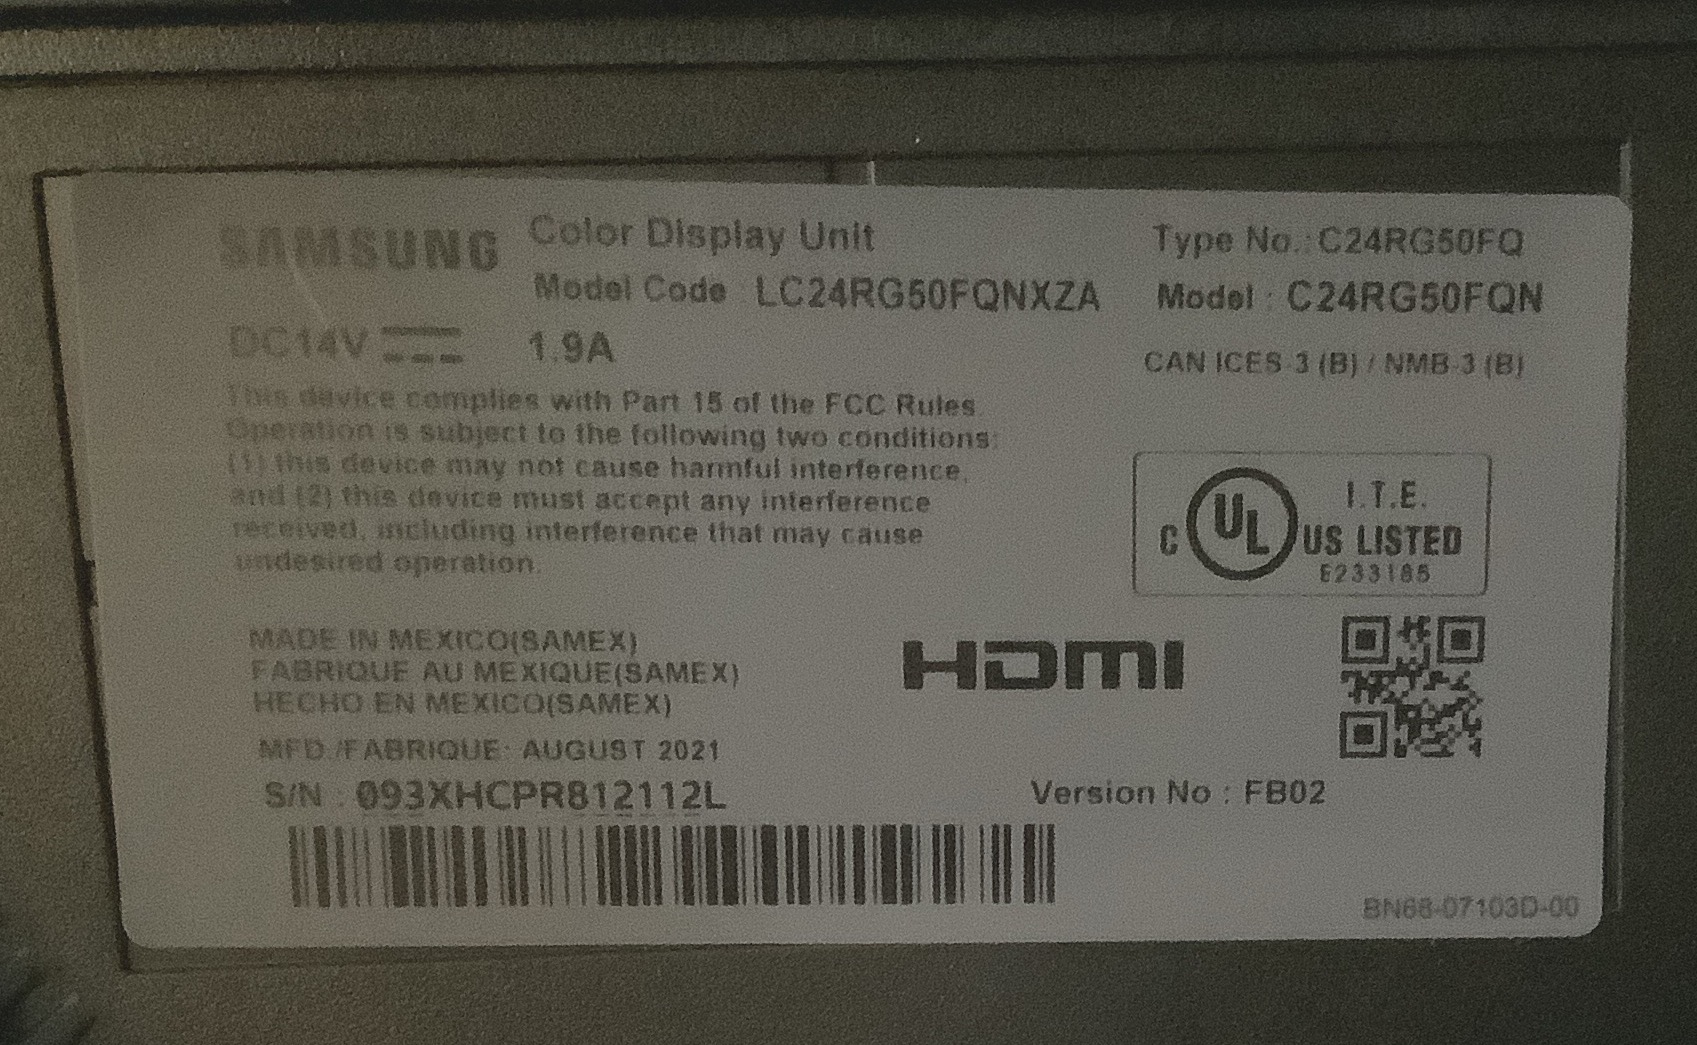 SAMSUNG
Color Display Unit
Type No.: C24RG50FQ
Model Code LC24RG50FQNXZA
Model : C24RG50FQN
DC14V 1.9A
CAN ICES-3 (B) / NMB-3 (B)
This device complies with Part 15 of the FCC Rules.
Operation is subject to the following two conditions:
(1) this device may not cause harmful interference,
and (2) this device must accept any interference
received, including interference that may cause
undesired operation.
C UL US LISTED
I.T.E.
E233185
MADE IN MEXICO(SAMEX)
FABRIQUE AU MEXIQUE(SAMEX)
HECHO EN MEXICO(SAMEX)
HDMI
MFD./FABRIQUE: AUGUST 2021
S/N : 093XHCPR812112L
Version No : FB02
BN68-07103D-00